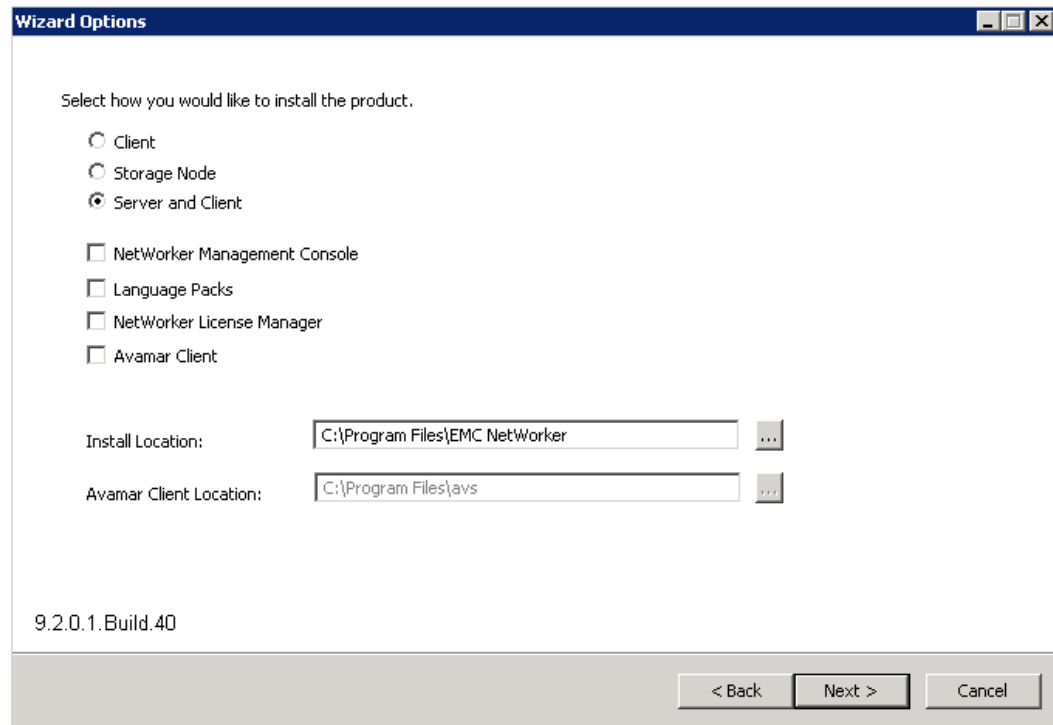 Wizard Options
Select how you would like to install the product.
Client
Storage Node
Server and Client
NetWorker Management Console
Language Packs
NetWorker License Manager
Avamar Client
Install Location: C:\Program Files\EMC NetWorker ...
Avamar Client Location: C:\Program Files\avs ...
9.2.0.1.Build.40
< Back Next > Cancel